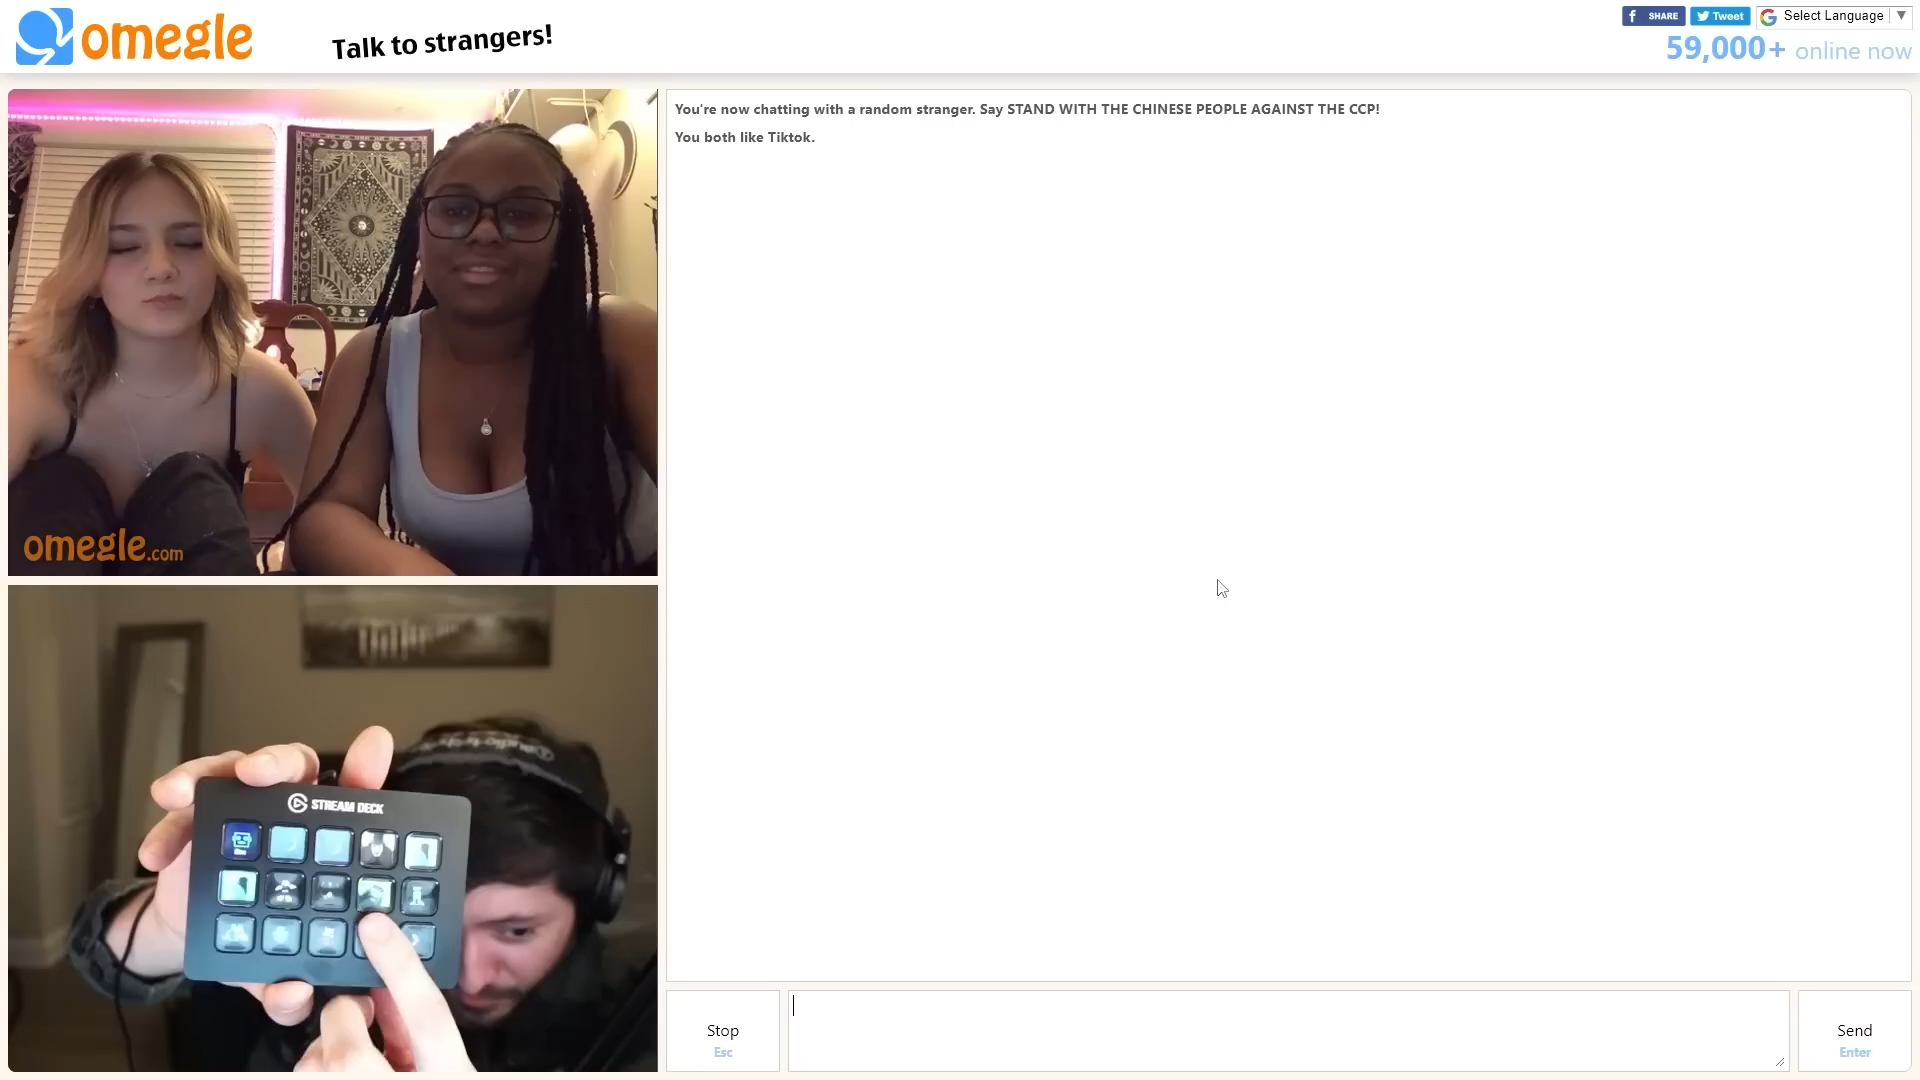 omegle
Talk to strangers!
SHARE
Tweet
Select Language
59,000+ online now
You're now chatting with a random stranger. Say STAND WITH THE CHINESE PEOPLE AGAINST THE CCP!
You both like Tiktok.
omegle.com
STREAM DECK
Stop
Esc
Send
Enter